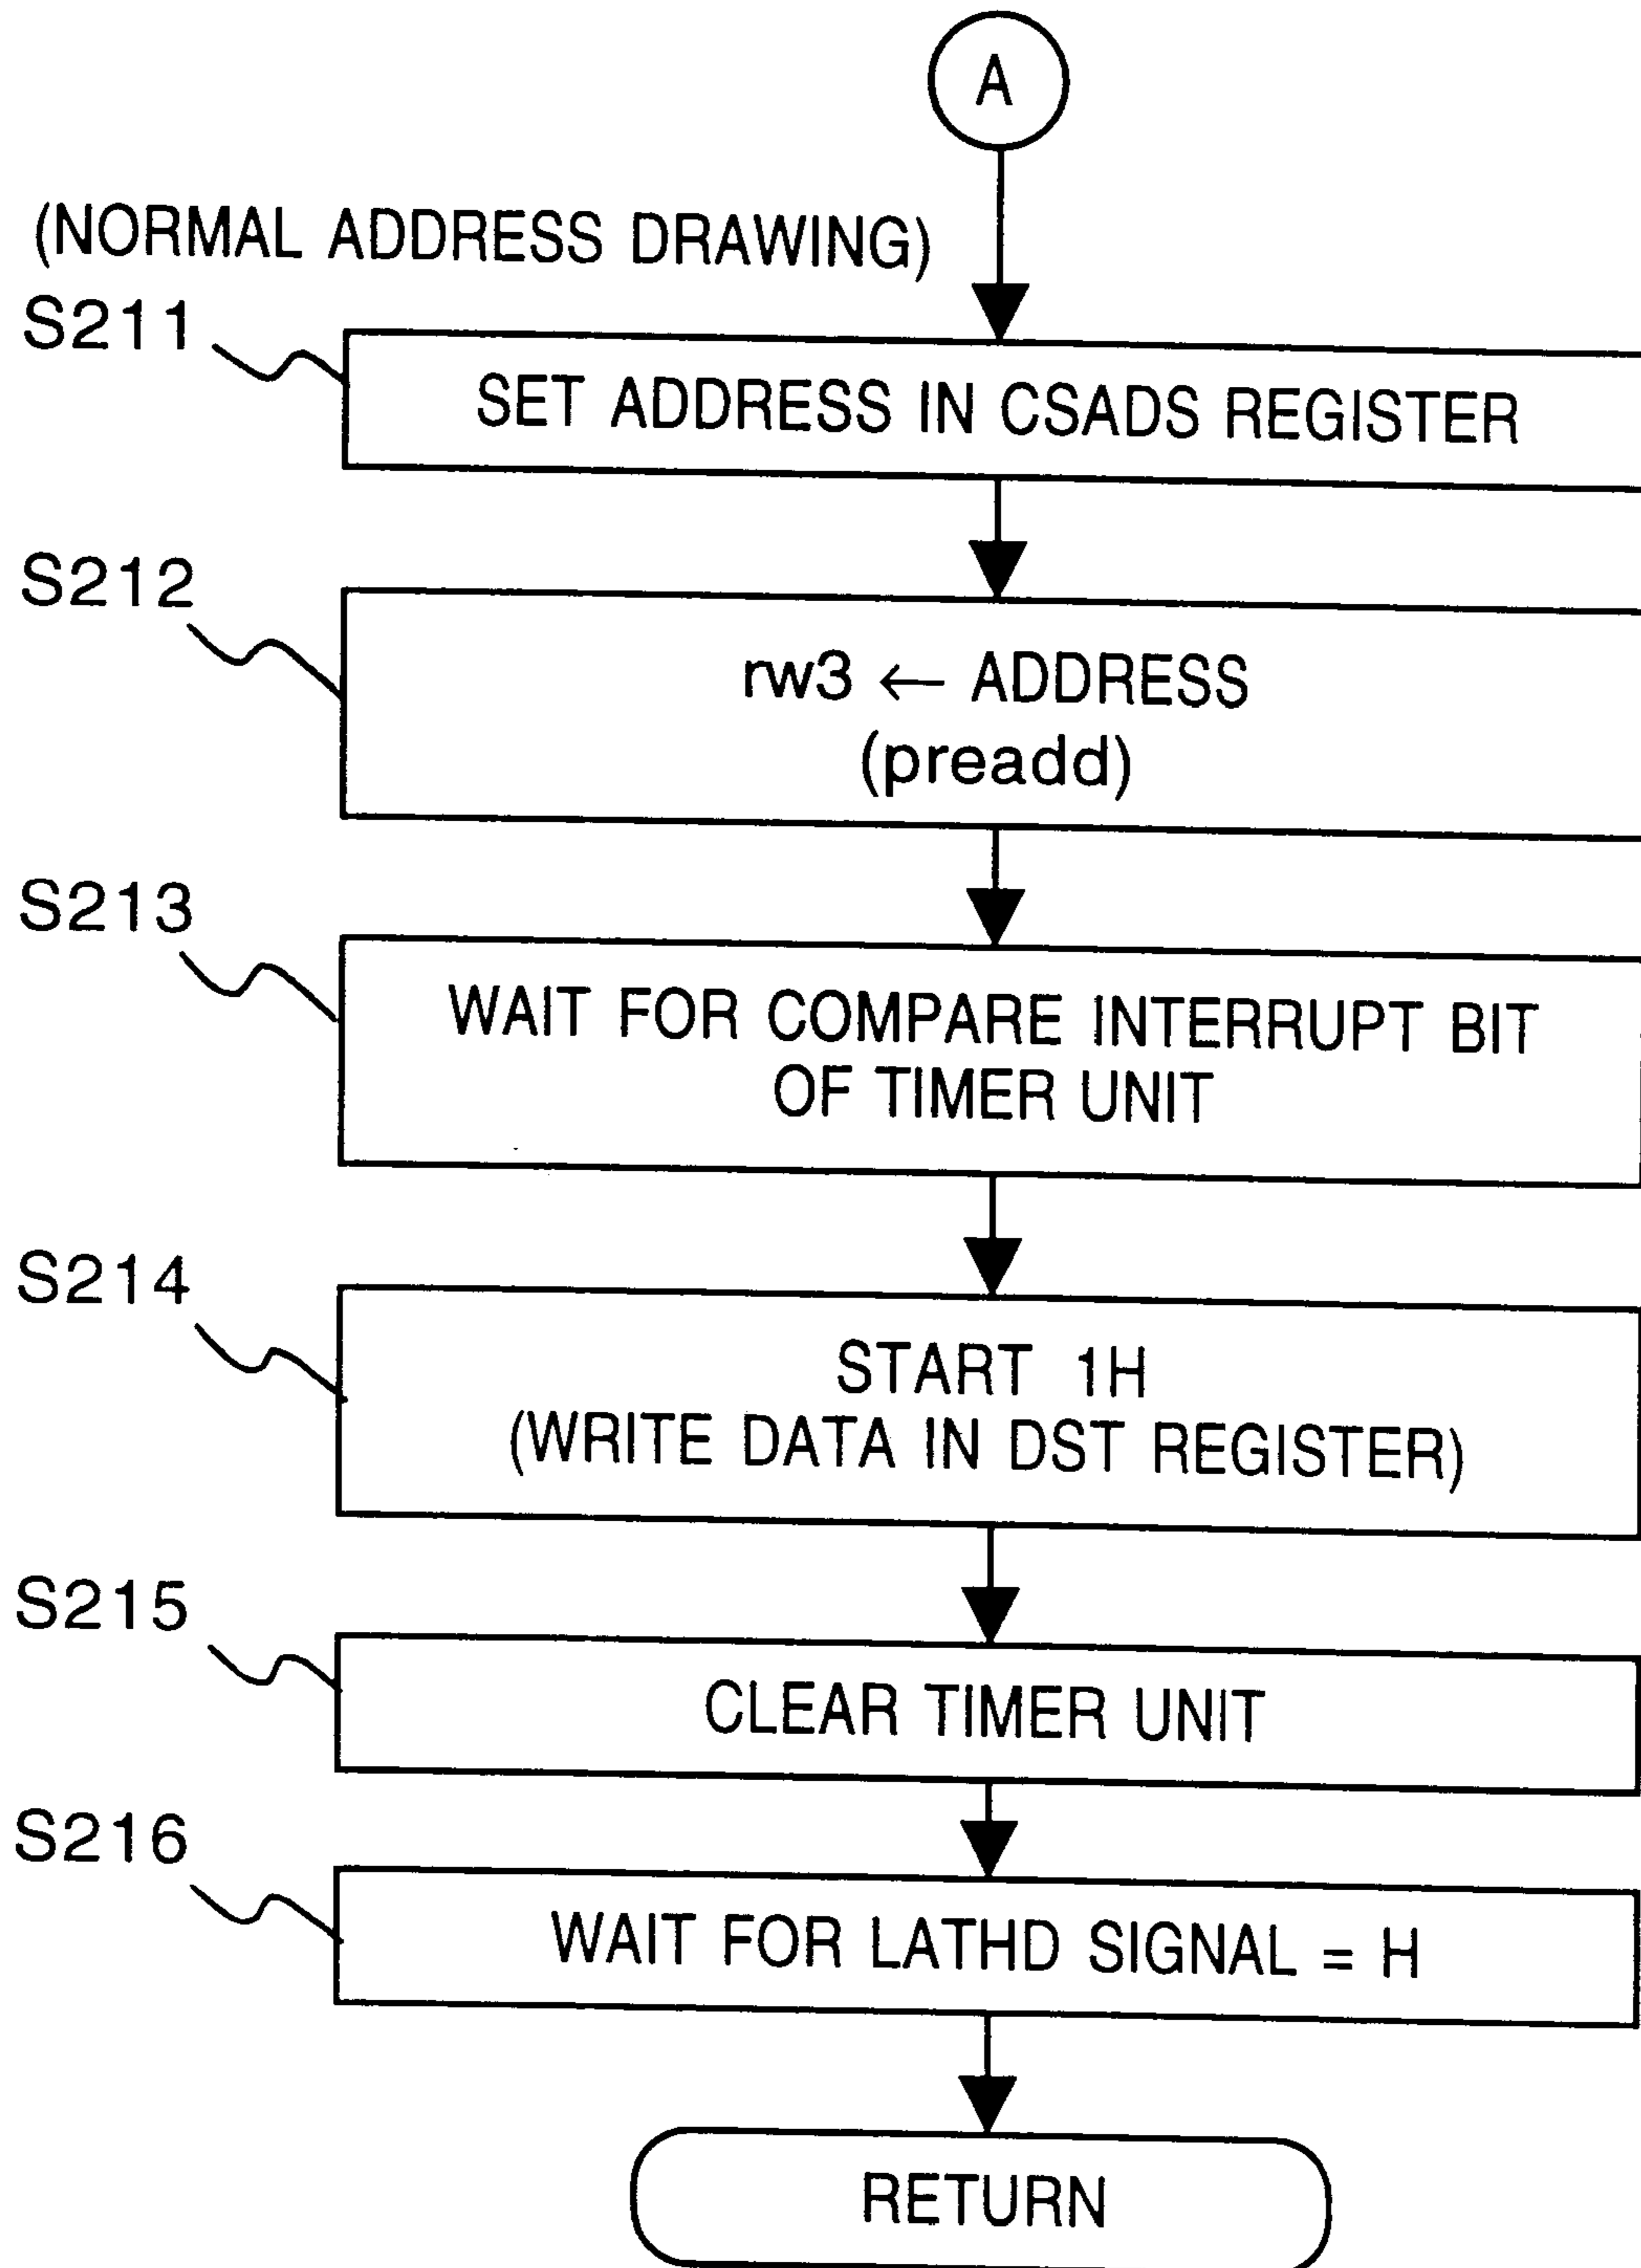 A
(NORMAL ADDRESS DRAWING)
S211
SET ADDRESS IN CSADS REGISTER
S212
rw3 ← ADDRESS
(preadd)
S213
WAIT FOR COMPARE INTERRUPT BIT
OF TIMER UNIT
S214
START 1H
(WRITE DATA IN DST REGISTER)
S215
CLEAR TIMER UNIT
S216
WAIT FOR LATHD SIGNAL = H
RETURN